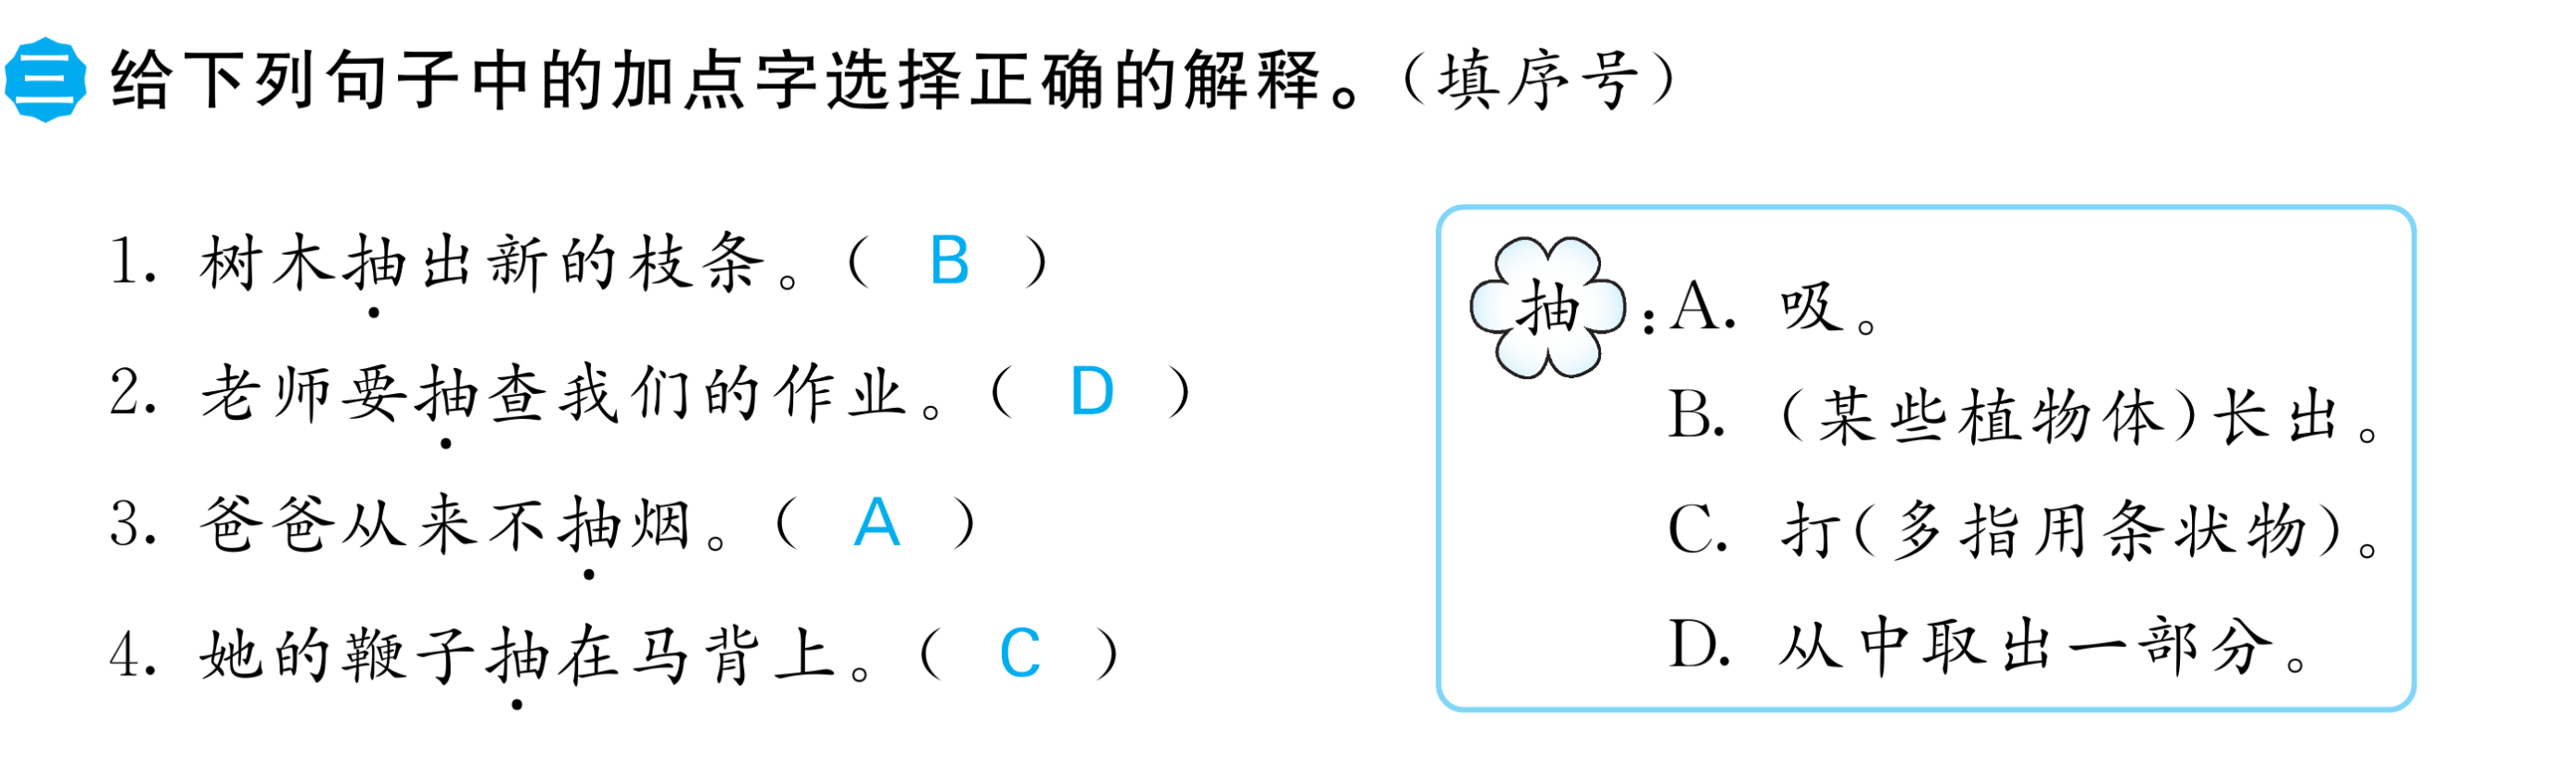 三 给下列句子中的加点字选择正确的解释。（填序号）
1. 树木抽出新的枝条。（ B ）
2. 老师要抽查我们的作业。（ D ）
3. 爸爸从来不抽烟。（ A ）
4. 她的鞭子抽在马背上。（ C ）
抽：A. 吸。
B. （某些植物体）长出。
C. 打（多指用条状物）。
D. 从中取出一部分。